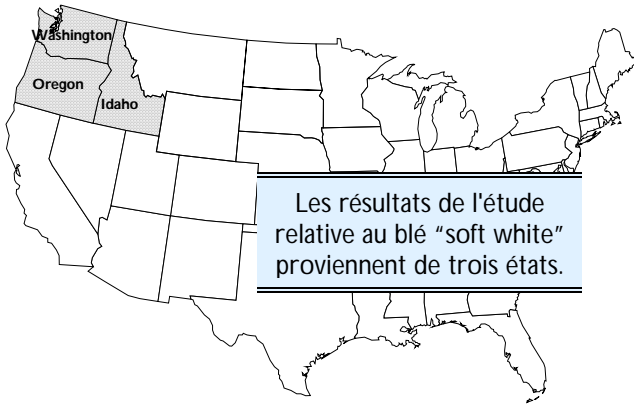 Washington
Oregon
Idaho
Les résultats de l'étude
relative au blé “soft white”
proviennent de trois états.